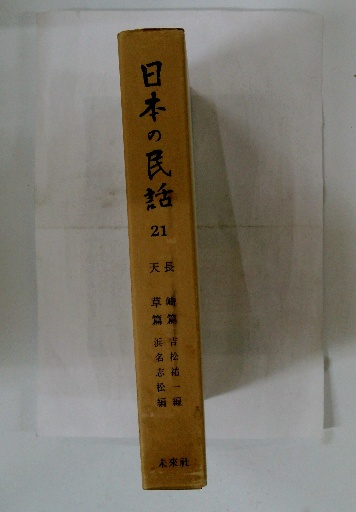 日本の民話
21
長崎篇 吉松祐一編
天草篇 浜名志松編
未来社